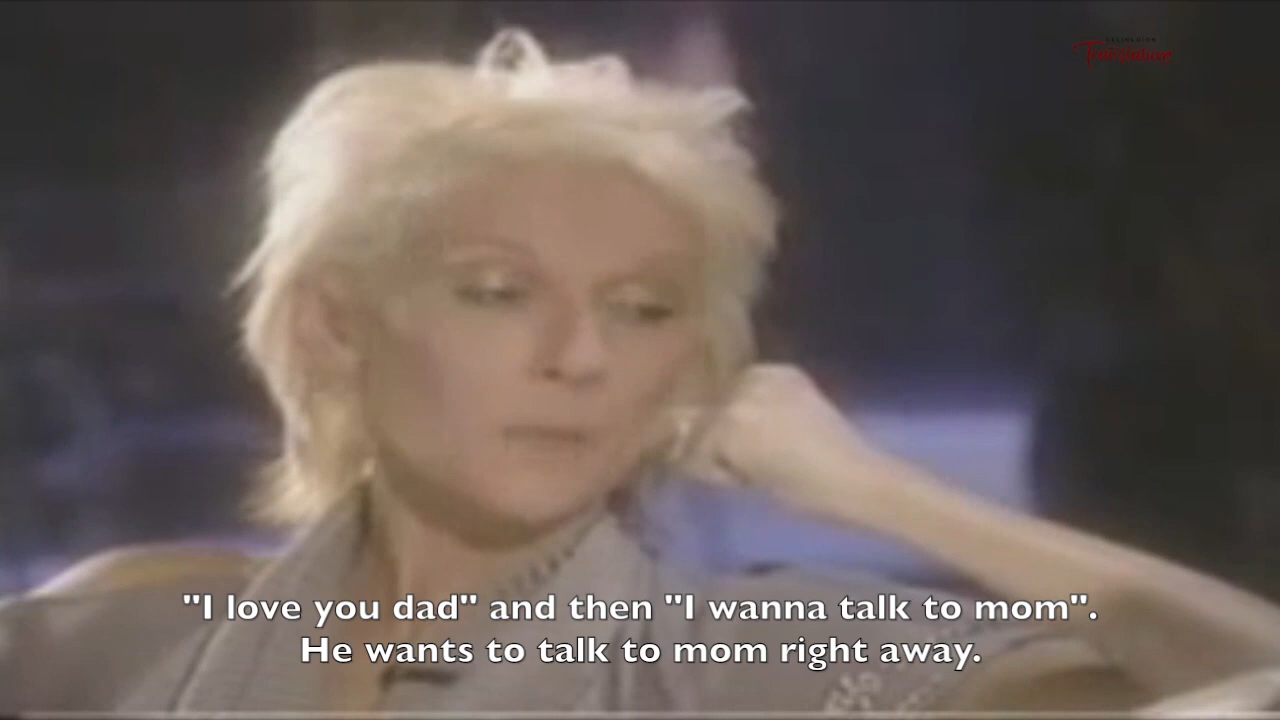 "I love you dad" and then "I wanna talk to mom".
He wants to talk to mom right away.